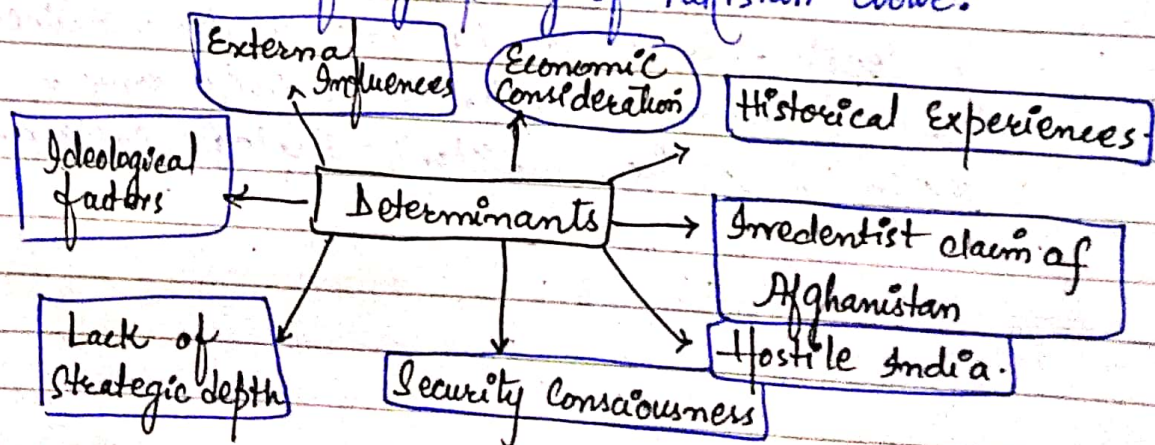 External
Influences
Economic
Consideration
Historical Experiences.
Ideological
factors
Determinants
Irredentist claim of
Afghanistan
Lack of
Strategic depth
Security Consciousness
Hostile India.